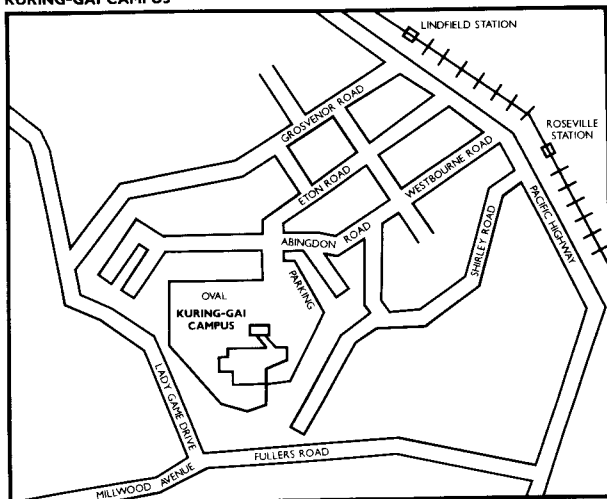 KURING-GAI CAMPUS
LINDFIELD STATION
ROSEVILLE
STATION
GROSVENOR ROAD
ETON ROAD
WESTBOURNE ROAD
PACIFIC HIGHWAY
SHIRLEY ROAD
ABINGDON ROAD
PARKING
OVAL
KURING-GAI
CAMPUS
LADY GAME DRIVE
FULLERS ROAD
MILLWOOD AVENUE